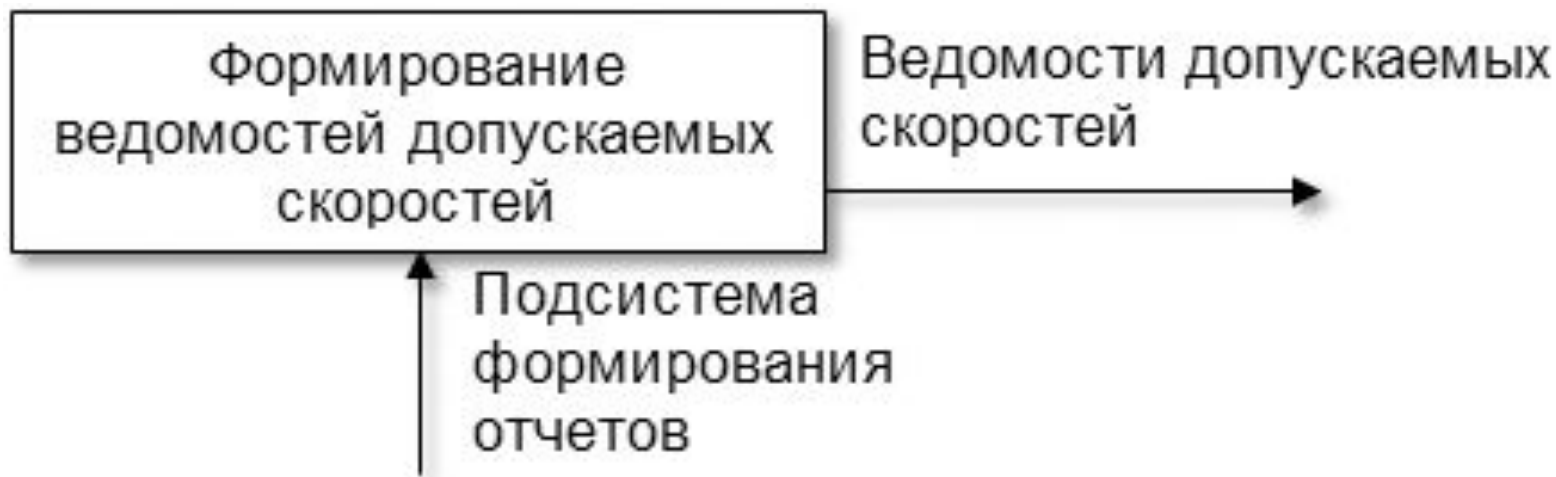 Формирование
ведомостей допускаемых
скоростей
Ведомости допускаемых
скоростей
Подсистема
формирования
отчетов